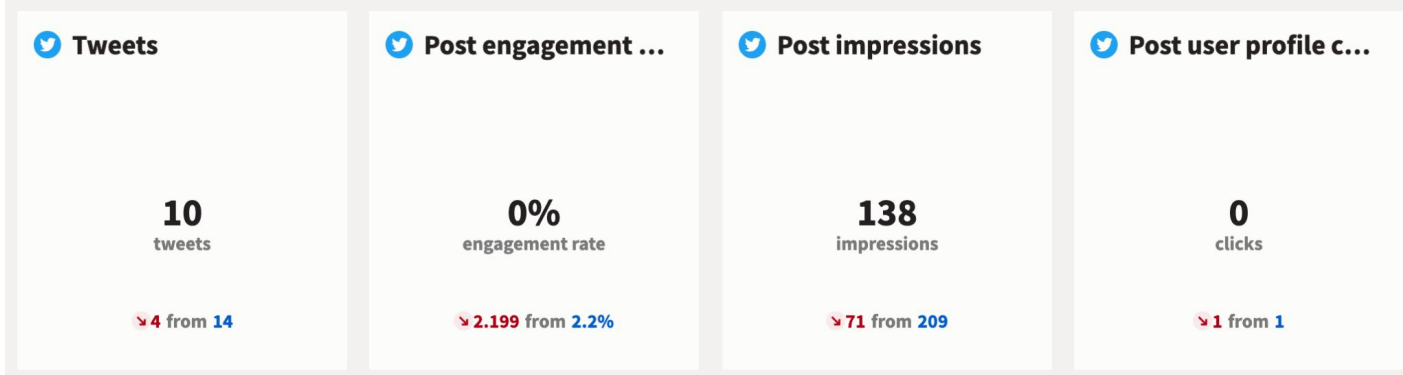 Tweets
10
tweets
4 from 14
Post engagement ...
0%
engagement rate
2.199 from 2.2%
Post impressions
138
impressions
71 from 209
Post user profile c...
0
clicks
1 from 1